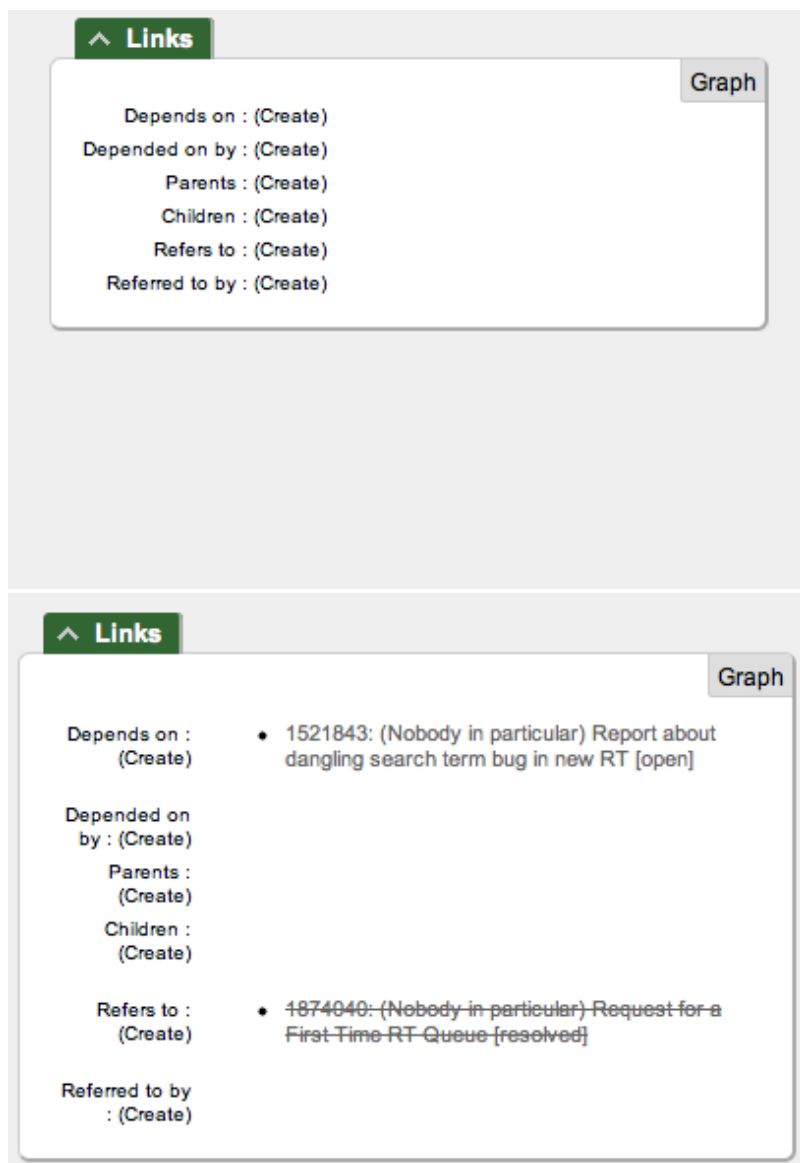 Links
Graph
Depends on : (Create)
Depended on by : (Create)
Parents : (Create)
Children : (Create)
Refers to : (Create)
Referred to by : (Create)
Links
Graph
Depends on :
(Create)
• 1521843: (Nobody in particular) Report about
dangling search term bug in new RT [open]
Depended on
by : (Create)
Parents :
(Create)
Children :
(Create)
Refers to :
(Create)
• 1874040: (Nobody in particular) Request for a
First Time RT Queue [resolved]
Referred to by
: (Create)